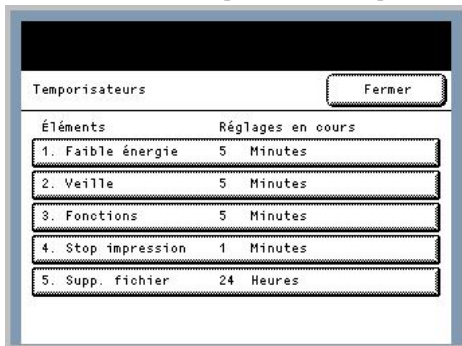 Temporisateurs Fermer
Éléments Réglages en cours
1. Faible énergie 5 Minutes
2. Veille 5 Minutes
3. Fonctions 5 Minutes
4. Stop impression 1 Minutes
5. Supp. fichier 24 Heures